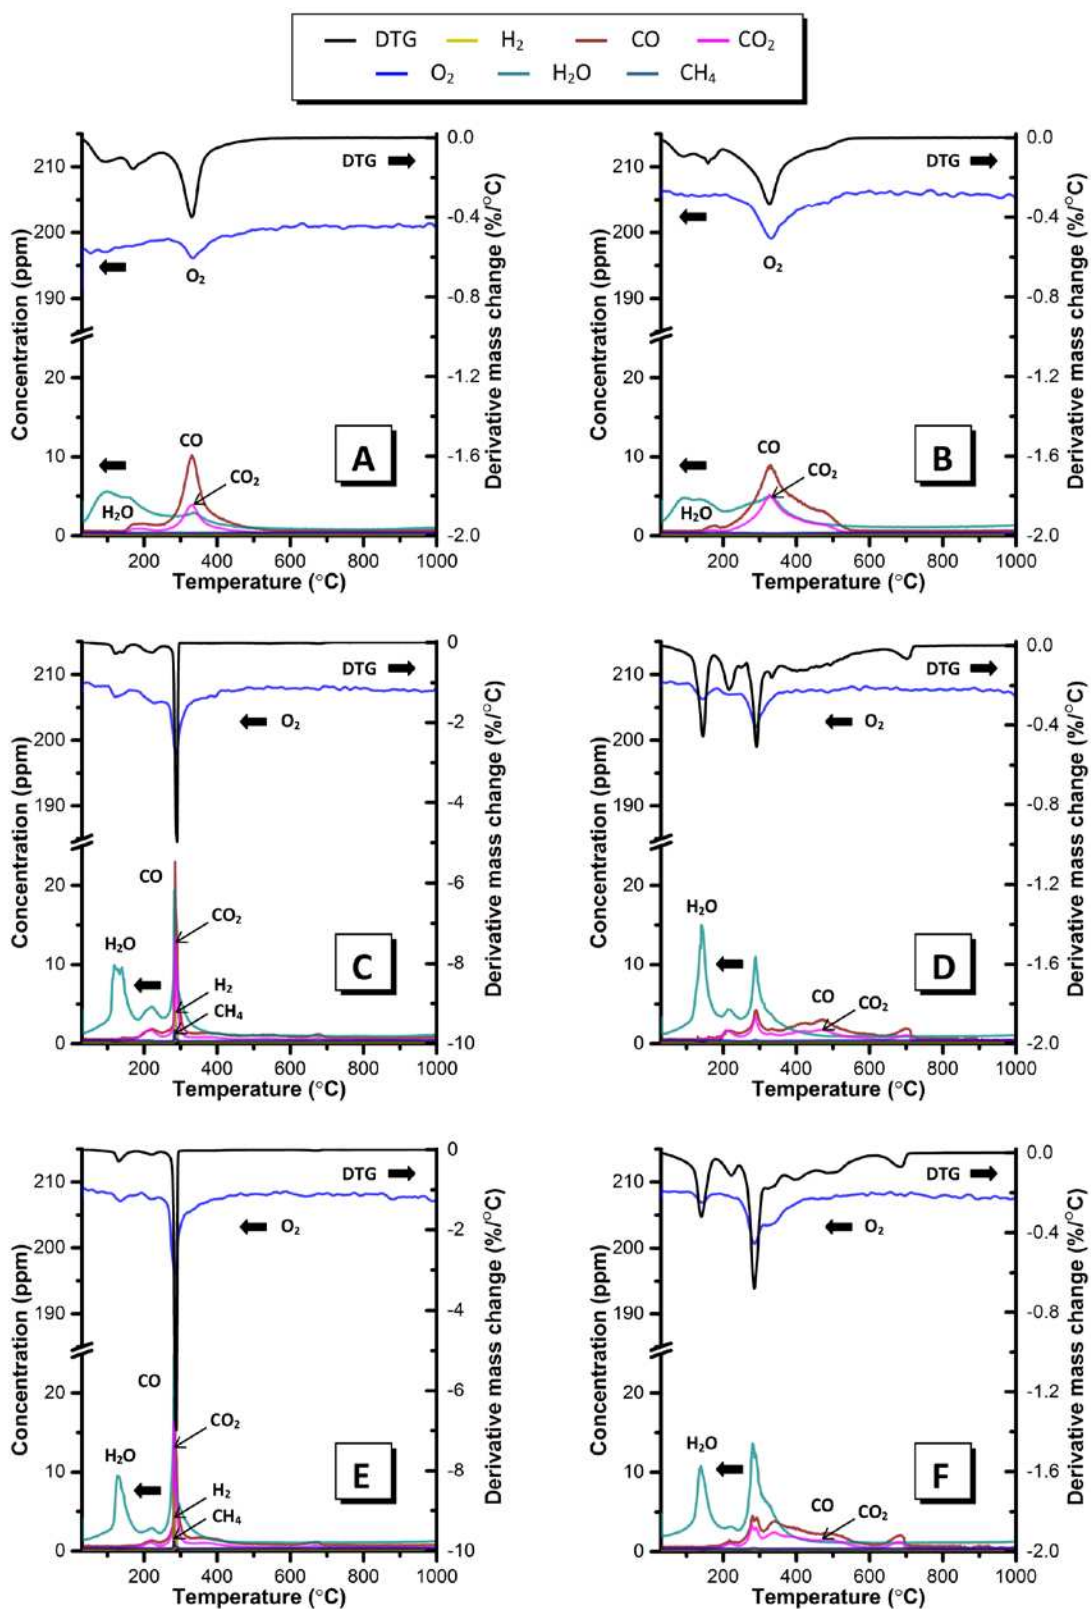 DTG H₂ CO CO₂
O₂ H₂O CH₄
Concentration (ppm)
210
200
190
20
10
0
DTG
O₂
CO
CO₂
H₂O
A
0.0
-0.4
-0.8
-1.2
-1.6
-2.0
Derivative mass change (%/°C)
200 400 600 800 1000
Temperature (°C)
Concentration (ppm)
210
200
190
20
10
0
DTG
O₂
CO
CO₂
H₂O
B
0.0
-0.4
-0.8
-1.2
-1.6
-2.0
Derivative mass change (%/°C)
200 400 600 800 1000
Temperature (°C)
Concentration (ppm)
210
200
190
20
10
0
DTG
O₂
CO
CO₂
H₂O
H₂
CH₄
C
0
-2
-4
-6
-8
-10
Derivative mass change (%/°C)
200 400 600 800 1000
Temperature (°C)
Concentration (ppm)
210
200
190
20
10
0
DTG
O₂
H₂O
CO
CO₂
D
0.0
-0.4
-0.8
-1.2
-1.6
-2.0
Derivative mass change (%/°C)
200 400 600 800 1000
Temperature (°C)
Concentration (ppm)
210
200
190
20
10
0
DTG
O₂
CO
CO₂
H₂O
H₂
CH₄
E
0
-2
-4
-6
-8
-10
Derivative mass change (%/°C)
200 400 600 800 1000
Temperature (°C)
Concentration (ppm)
210
200
190
20
10
0
DTG
O₂
H₂O
CO
CO₂
F
0.0
-0.4
-0.8
-1.2
-1.6
-2.0
Derivative mass change (%/°C)
200 400 600 800 1000
Temperature (°C)